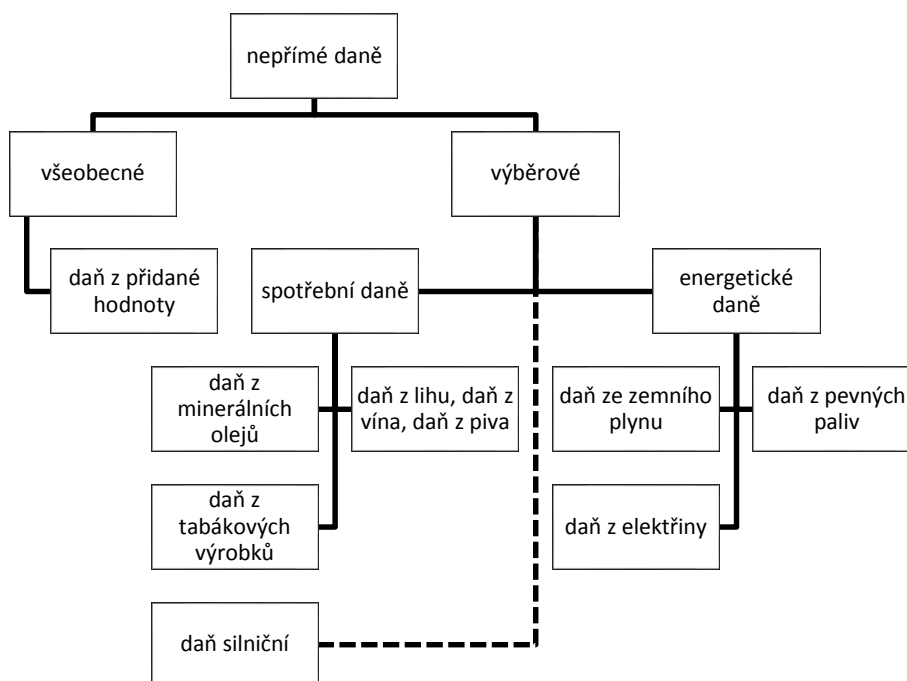 nepřímé daně
všeobecné
výběrové
daň z přidané
hodnoty
spotřební daně
energetické
daně
daň z
minerálních
olejů
daň z lihu, daň z
vína, daň z piva
daň ze zemního
plynu
daň z pevných
paliv
daň z
tabákových
výrobků
daň z elektřiny
daň silniční